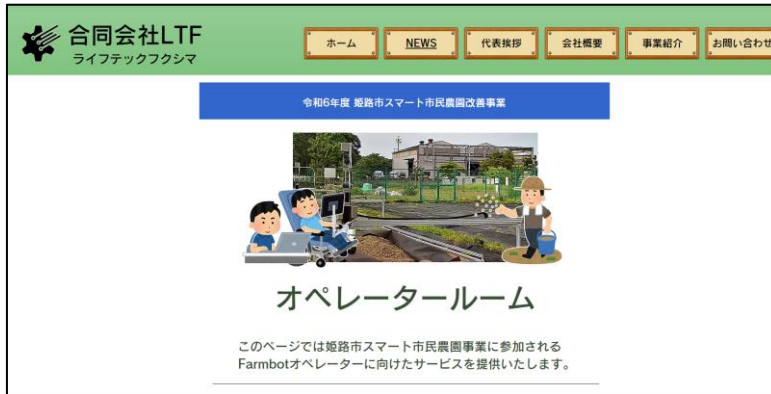 合同会社LTF
ライフテックフクシマ
ホーム
NEWS
代表挨拶
会社概要
事業紹介
お問い合わせ
令和6年度 姫路市スマート市民農園改善事業
オペレータールーム
このページでは姫路市スマート市民農園事業に参加される
Farmbotオペレーターに向けたサービスを提供いたします。